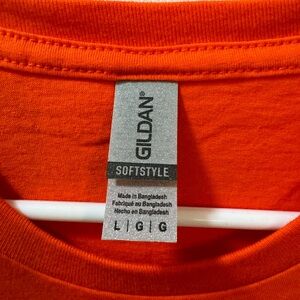 GILDAN®
SOFTSTYLE
Made in Bangladesh
Fabriqué au Bangladesh
Hecho en Bangladesh
L | G | G